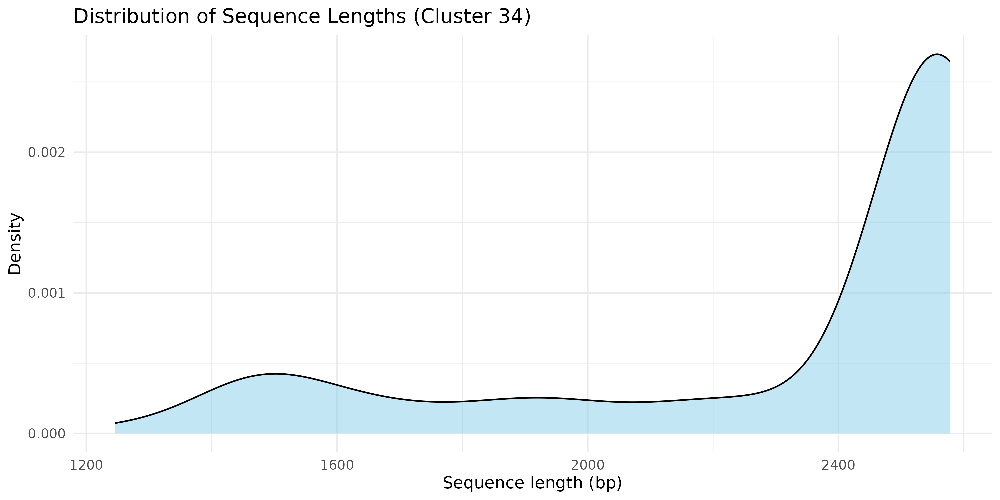 Distribution of Sequence Lengths (Cluster 34)
Density
0.002
0.001
0.000
1200 1600 2000 2400
Sequence length (bp)